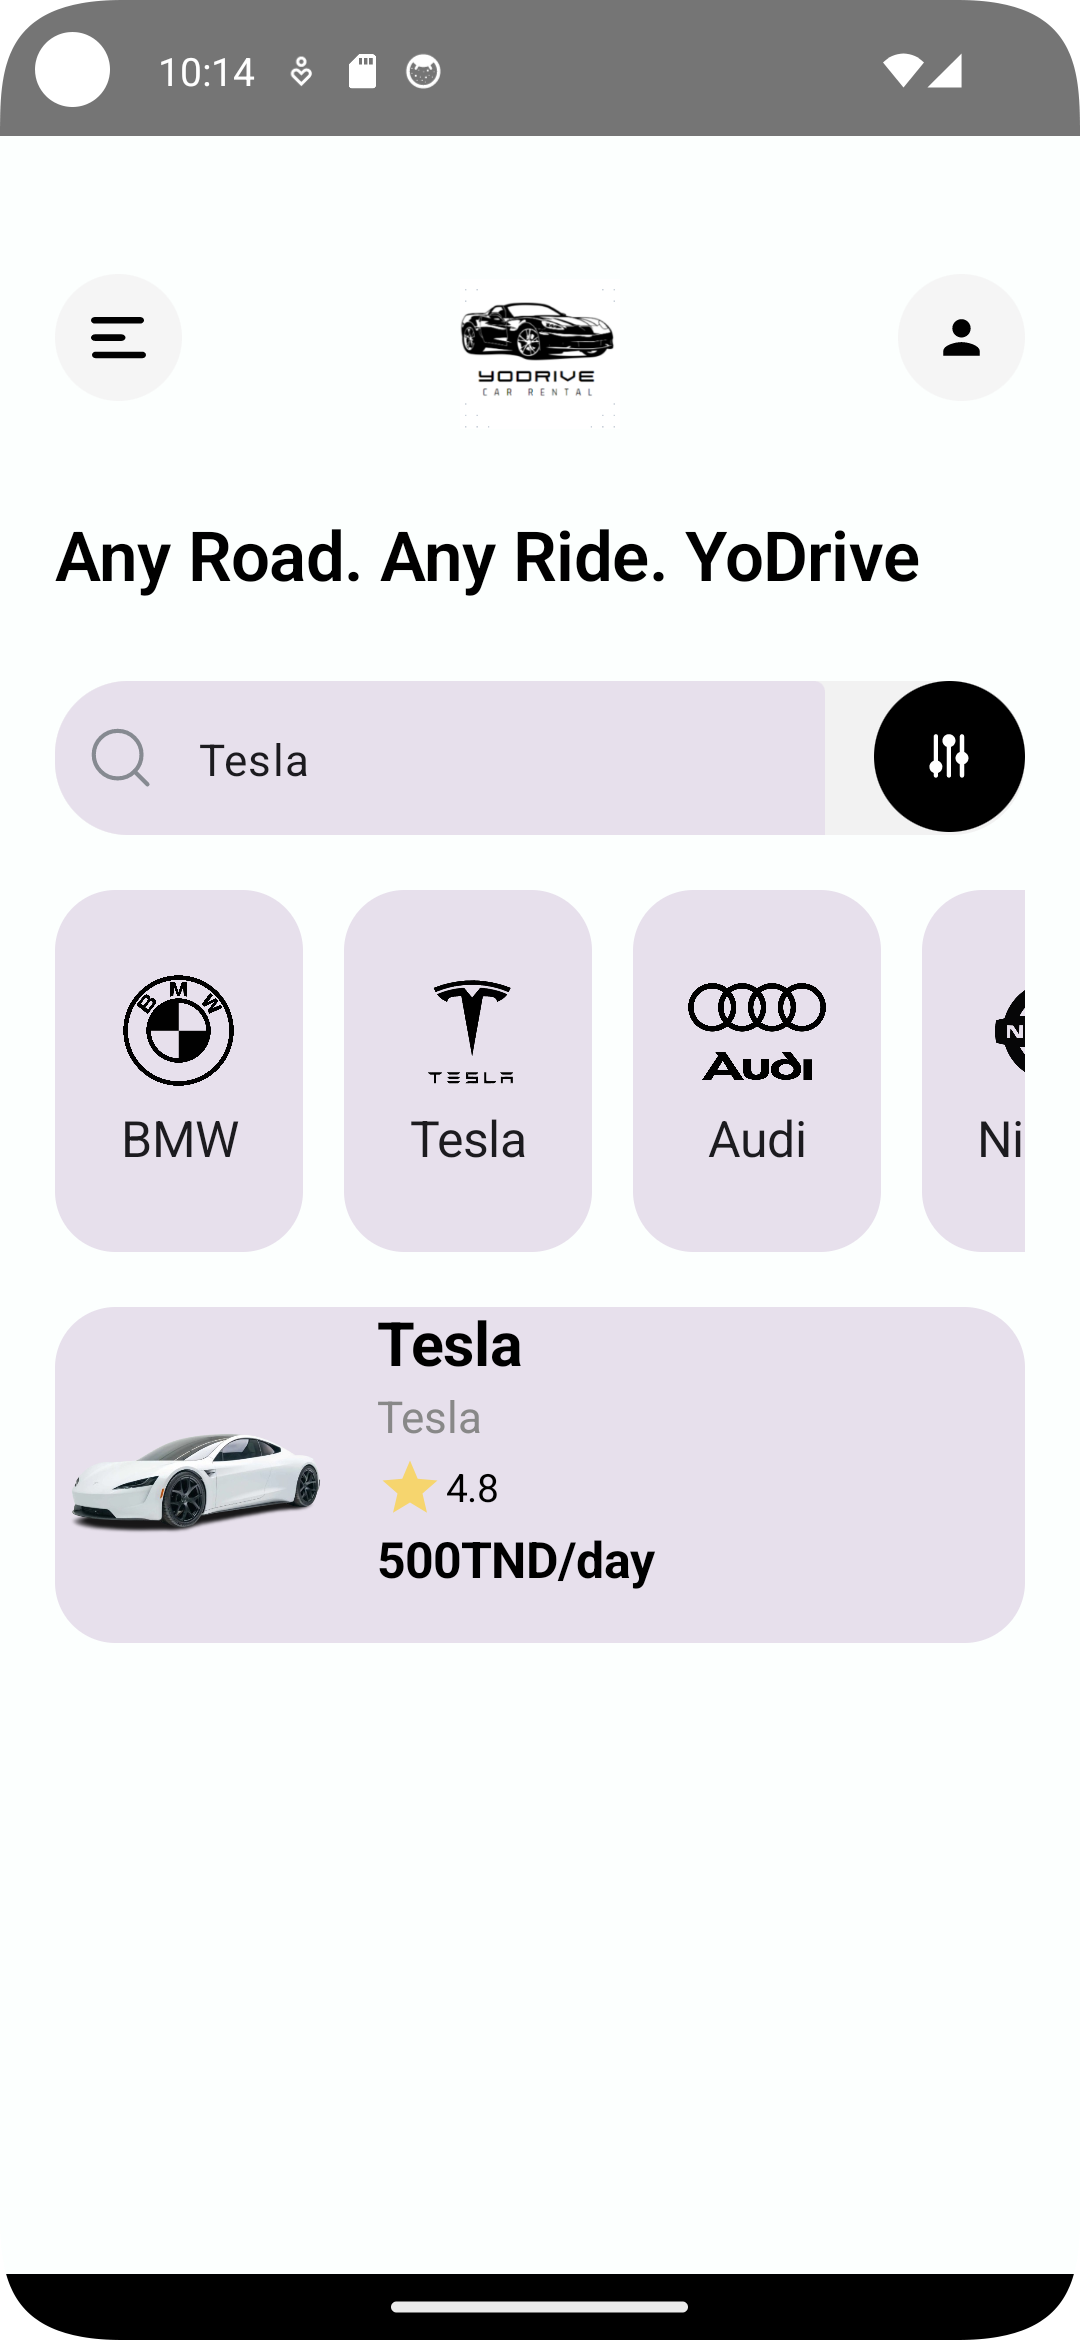 10:14
YODRIVE
CAR RENTAL
Any Road. Any Ride. YoDrive
Tesla
BMW
TESLA
Audi
N
BMW
Tesla
Audi
Ni
Tesla
Tesla
4.8
500TND/day